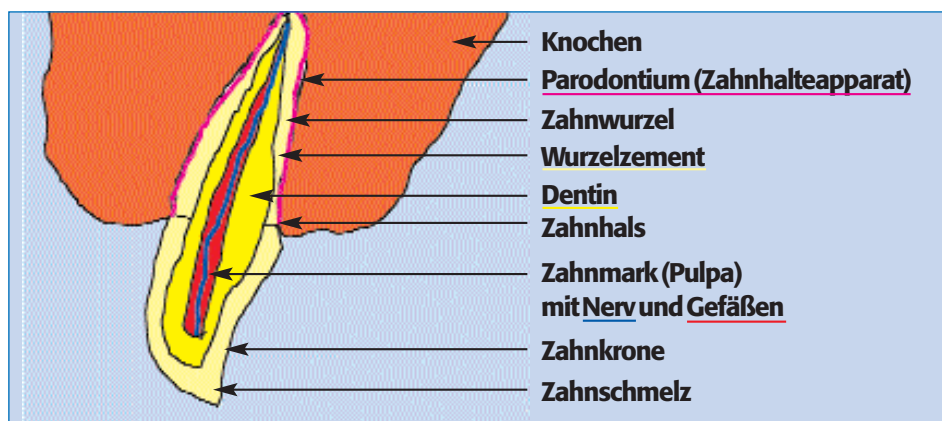 Knochen
Parodontium (Zahnhalteapparat)
Zahnwurzel
Wurzelzement
Dentin
Zahnhals
Zahnmark (Pulpa)
mit Nerv und Gefäßen
Zahnkrone
Zahnschmelz